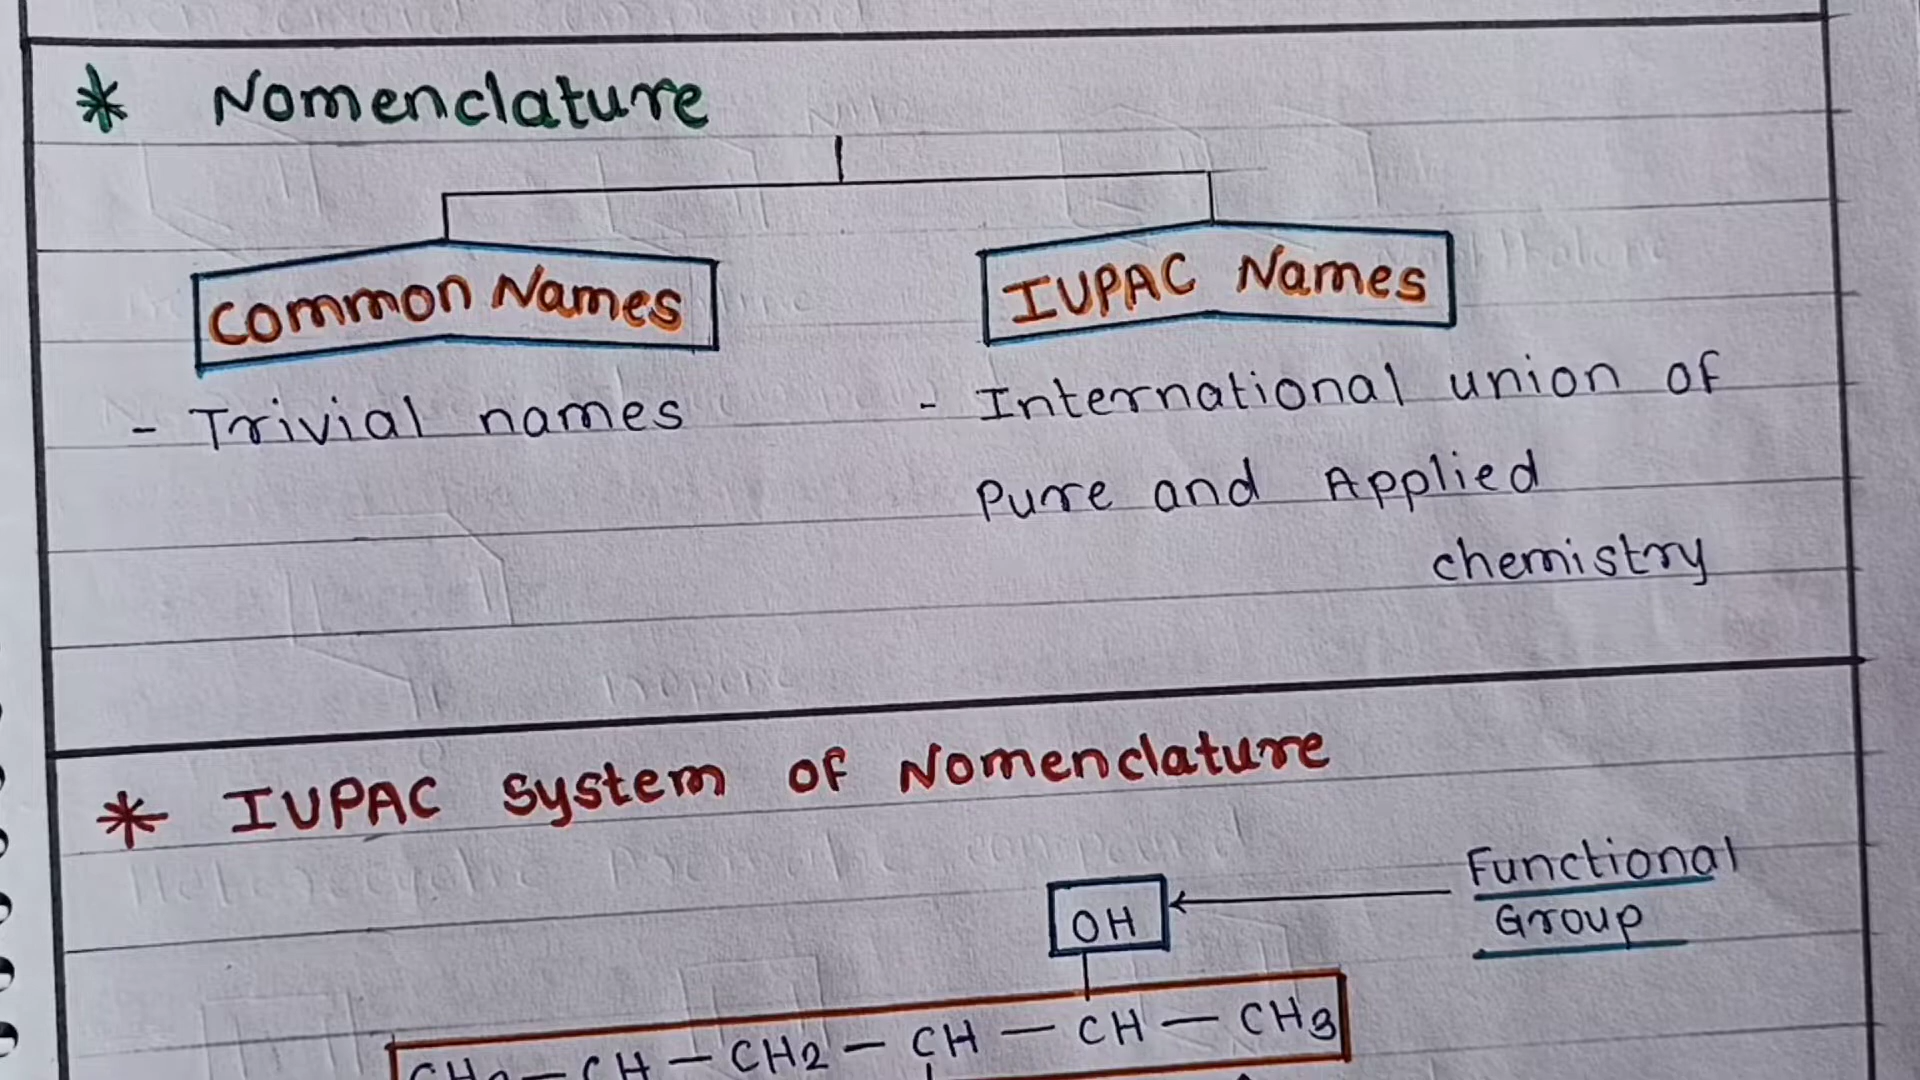 * Nomenclature
Common Names
IUPAC Names
- Trivial names
- International union of
Pure and Applied
chemistry
* IUPAC System of Nomenclature
Functional
Group
OH
CH3 — CH — CH2 — CH — CH — CH3